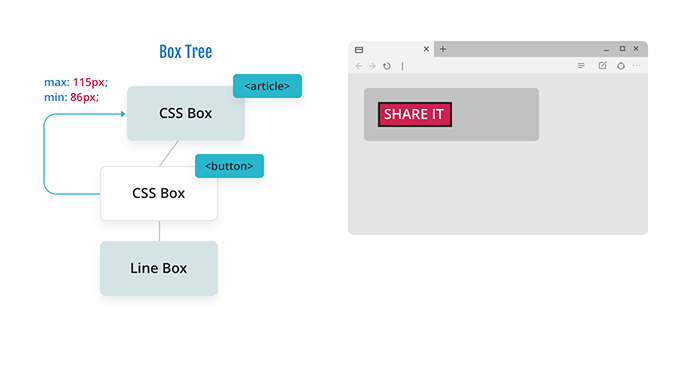 Box Tree
max: 115px;
min: 86px;
<article>
CSS Box
<button>
CSS Box
Line Box
SHARE IT